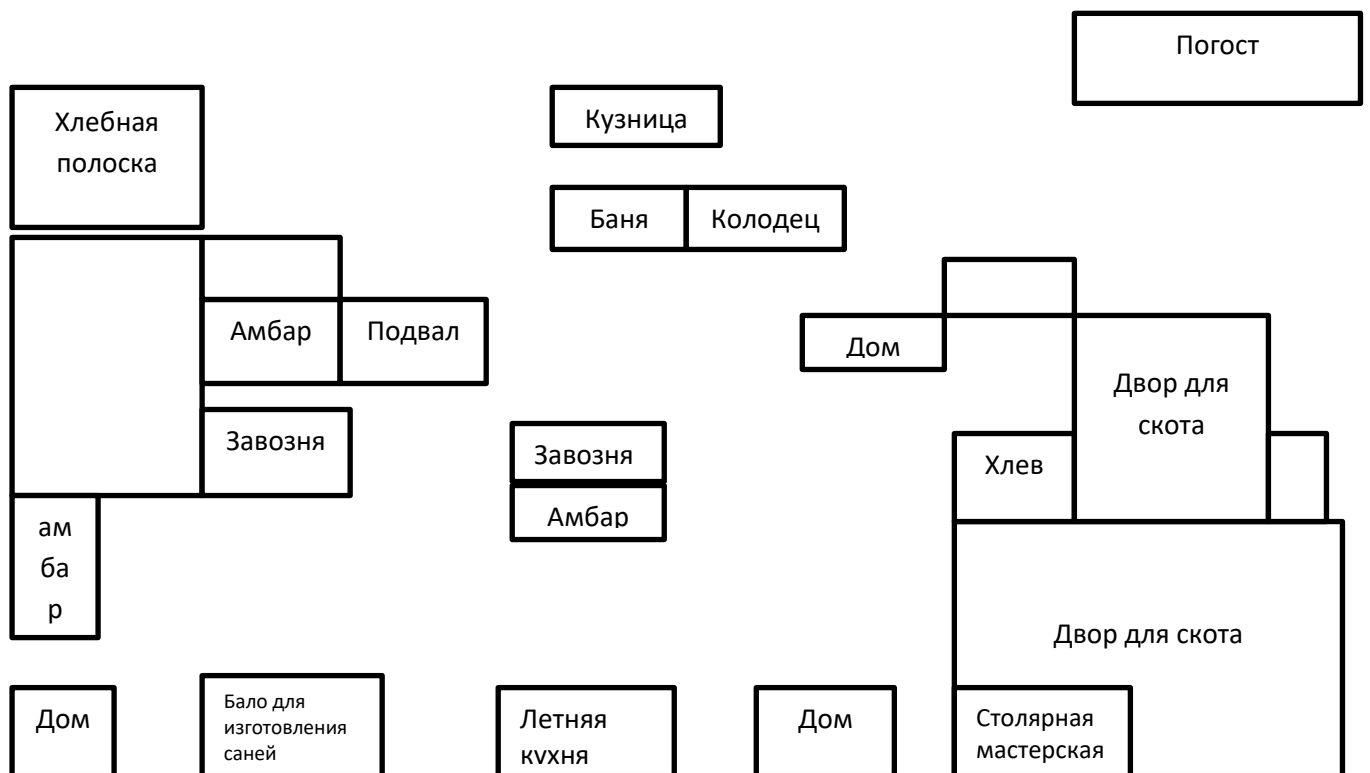 Погост
Хлебная
полоска
Кузница
Баня
Колодец
Амбар
Подвал
Дом
Двор для
скота
Завозня
Завозня
Хлев
Амбар
ам
ба
р
Двор для скота
Дом
Бало для
изготовления
саней
Летняя
кухня
Дом
Столярная
мастерская